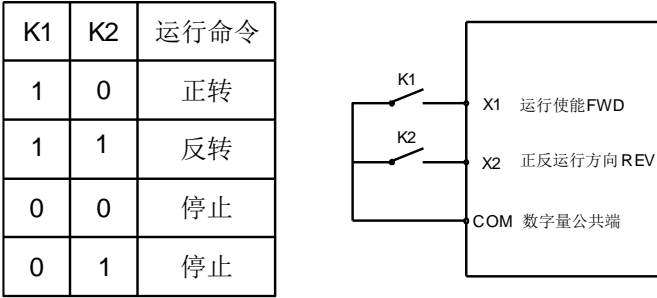 K1 K2 运行命令
1 0 正转
1 1 反转
0 0 停止
0 1 停止
K1
X1 运行使能FWD
K2
X2 正反运行方向REV
COM 数字量公共端